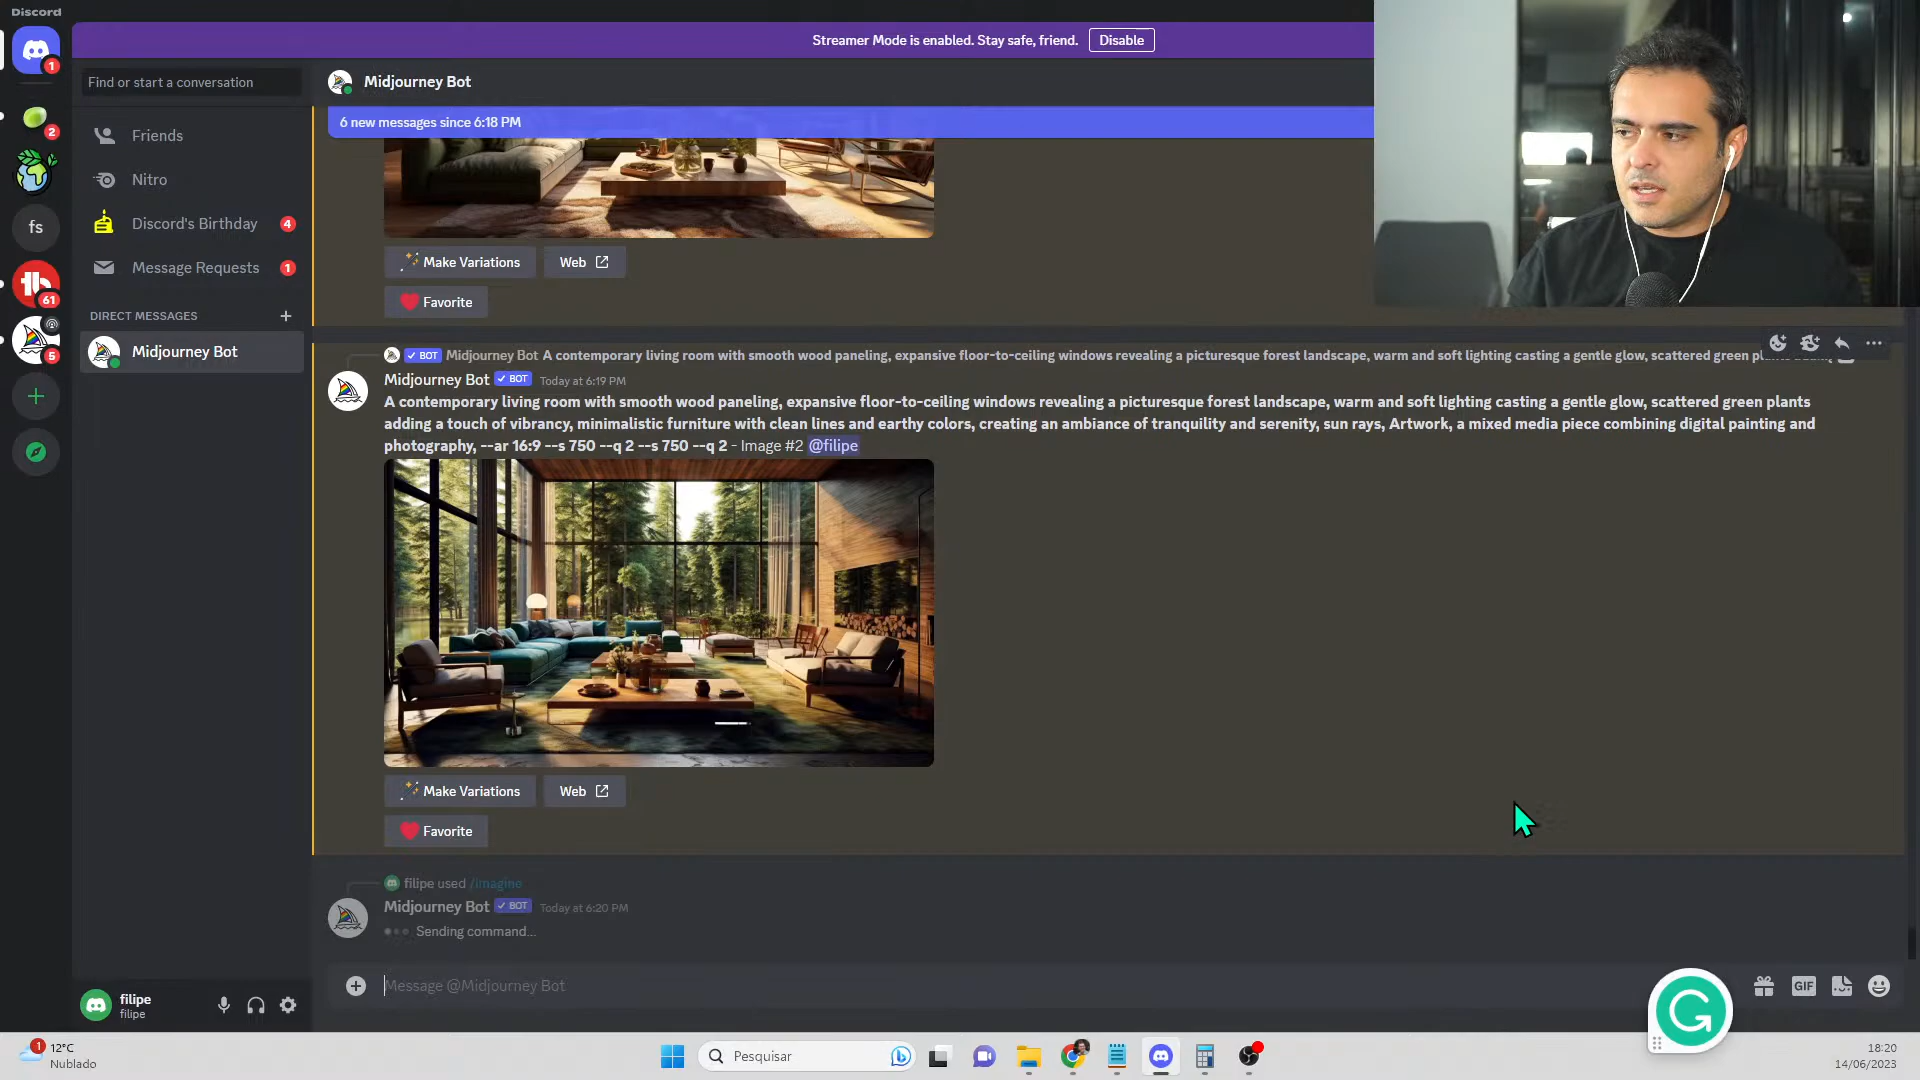 Discord
Streamer Mode is enabled. Stay safe, friend. Disable
1
Find or start a conversation
Midjourney Bot
2
6 new messages since 6:18 PM
Friends
Nitro
fs
Discord's Birthday 4
Message Requests 1
Make Variations Web
61
Favorite
DIRECT MESSAGES
5
Midjourney Bot
BOT Midjourney Bot A contemporary living room with smooth wood paneling, expansive floor-to-ceiling windows revealing a picturesque forest landscape, warm and soft lighting casting a gentle glow, scattered green
Midjourney Bot BOT Today at 6:19 PM
A contemporary living room with smooth wood paneling, expansive floor-to-ceiling windows revealing a picturesque forest landscape, warm and soft lighting casting a gentle glow, scattered green plants
adding a touch of vibrancy, minimalistic furniture with clean lines and earthy colors, creating an ambiance of tranquility and serenity, sun rays, Artwork, a mixed media piece combining digital painting and
photography, --ar 16:9 --s 750 --q 2 --s 750 --q 2 - Image #2 @filipe
Make Variations Web
Favorite
filipe used /imagine
Midjourney Bot BOT Today at 6:20 PM
Sending command...
Message @Midjourney Bot
GIF
filipe
filipe
1
12°C
Nublado
Pesquisar
18:20
14/06/2023